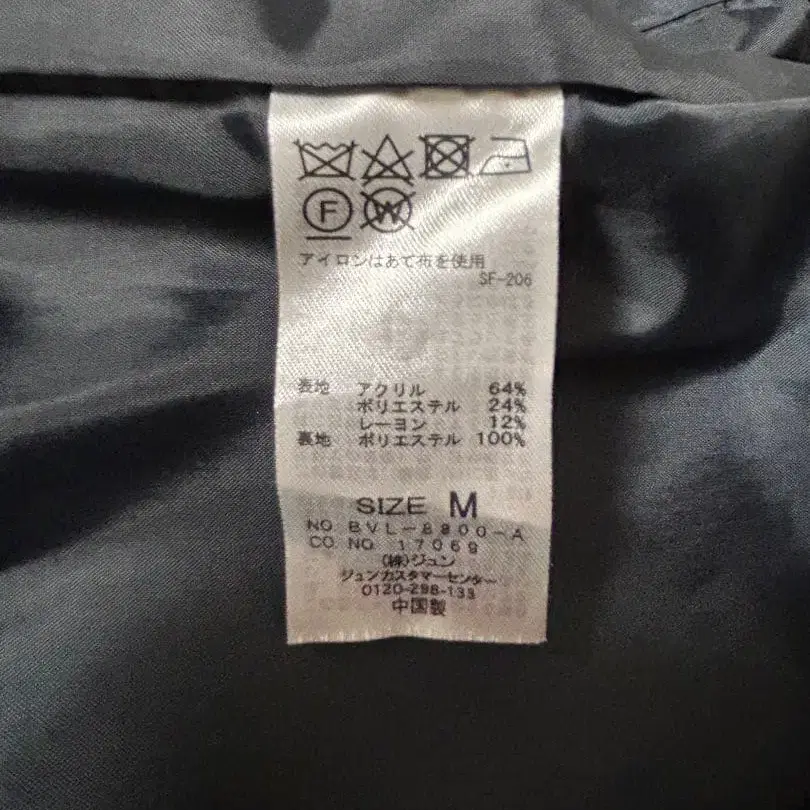 F W
アイロンはあて布を使用
SF-206
表地 アクリル 64%
ポリエステル 24%
レーヨン 12%
裏地 ポリエステル 100%
SIZE M
NO. BVL-8800-A
CO. NO. 17069
(株)ジュン
ジュンカスタマーセンター
0120-298-133
中国製